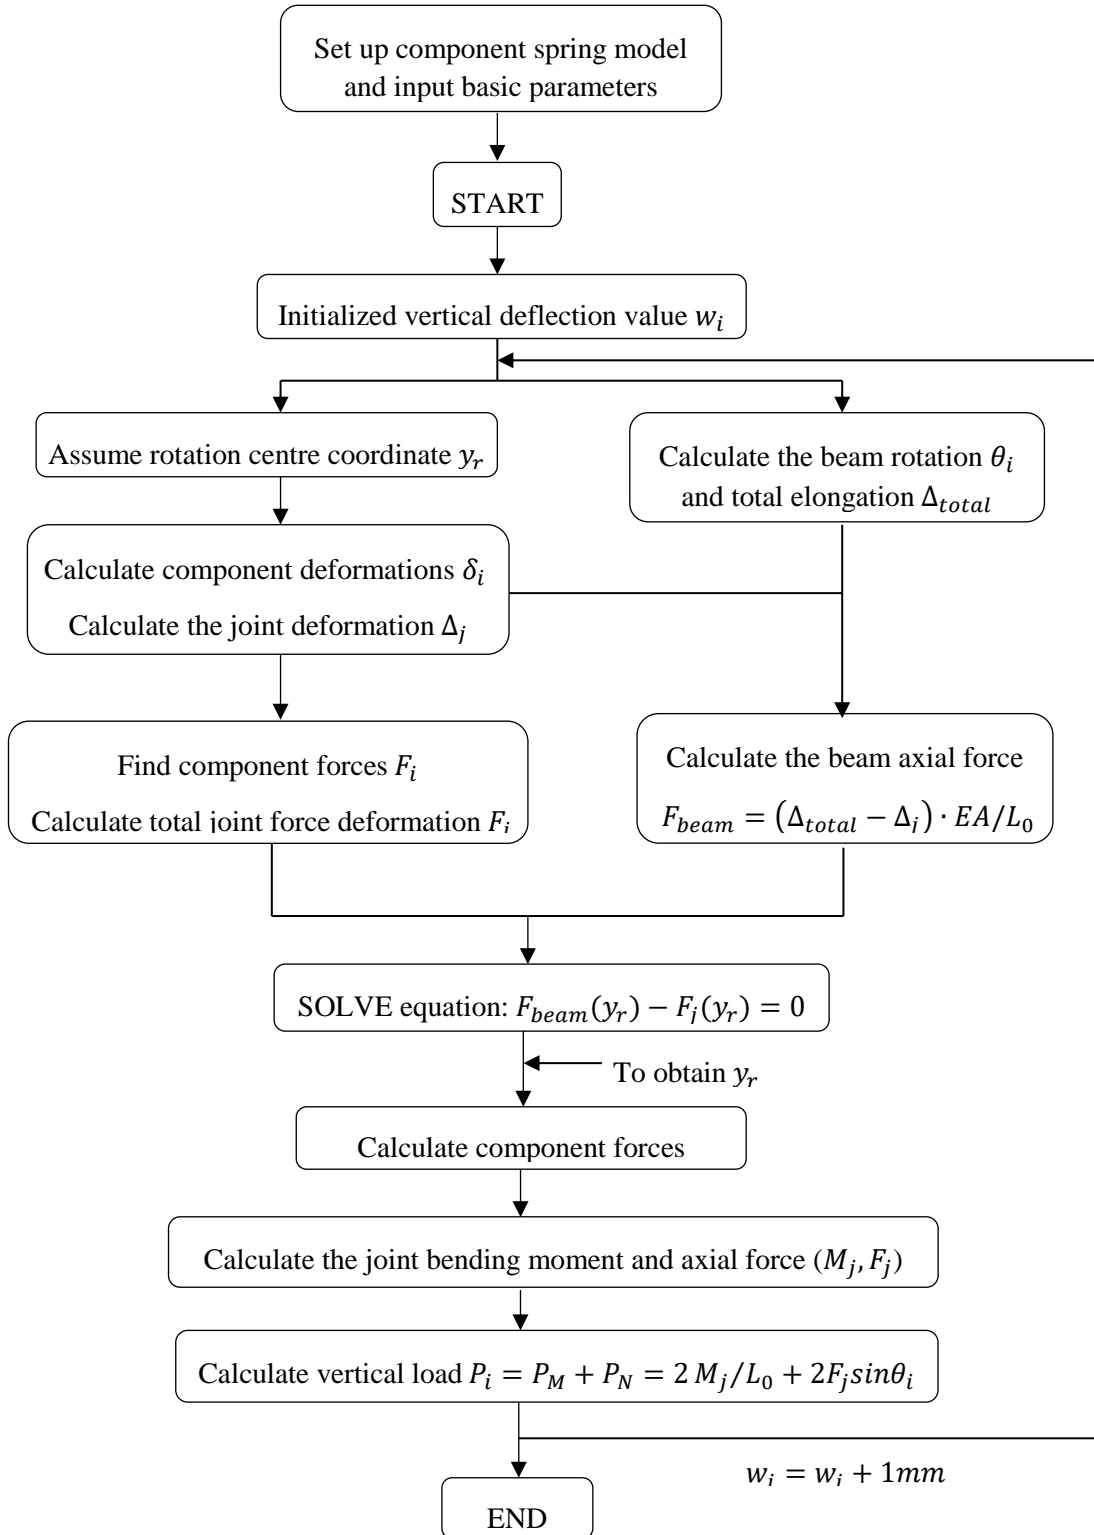 Set up component spring model
and input basic parameters
START
Initialized vertical deflection value w_i
Assume rotation centre coordinate y_r
Calculate the beam rotation θ_i
and total elongation Δ_total
Calculate component deformations δ_i
Calculate the joint deformation Δ_j
Find component forces F_i
Calculate total joint force deformation F_j
Calculate the beam axial force
F_beam = (Δ_total − Δ_j) · EA/L_0
SOLVE equation: F_beam(y_r) − F_j(y_r) = 0
To obtain y_r
Calculate component forces
Calculate the joint bending moment and axial force (M_j, F_j)
Calculate vertical load P_i = P_M + P_N = 2 M_j/L_0 + 2F_j sinθ_i
w_i = w_i + 1mm
END